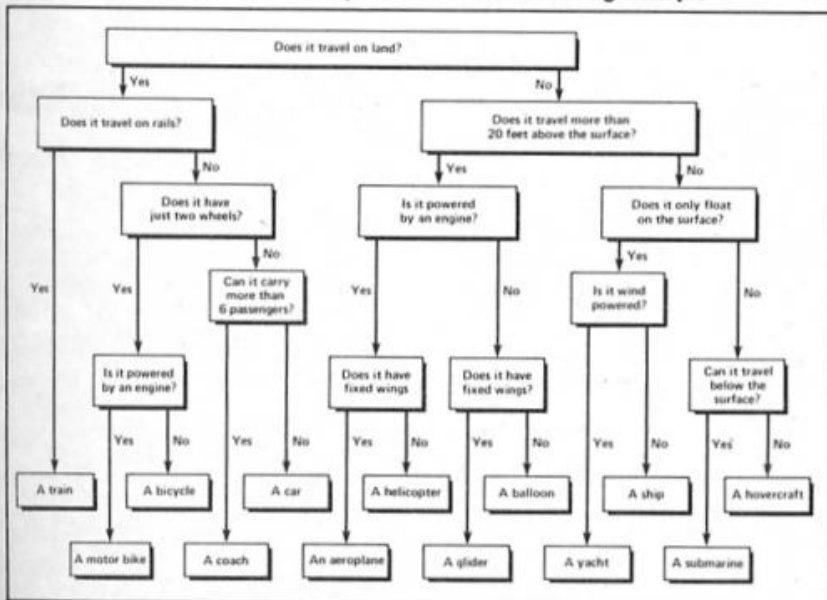 Does it travel on land?
Yes
No
Does it travel on rails?
Does it travel more than
20 feet above the surface?
No
Yes
No
Does it have
just two wheels?
Is it powered
by an engine?
Does it only float
on the surface?
No
Yes
Yes
Yes
Can it carry
more than
6 passengers?
Yes
No
Is it wind
powered?
No
Is it powered
by an engine?
Does it have
fixed wings
Does it have
fixed wings?
Can it travel
below the
surface?
Yes
No
Yes
No
Yes
No
Yes
No
Yes
No
Yes
No
A train
A bicycle
A car
A helicopter
A balloon
A ship
A hovercraft
A motor bike
A coach
An aeroplane
A glider
A yacht
A submarine